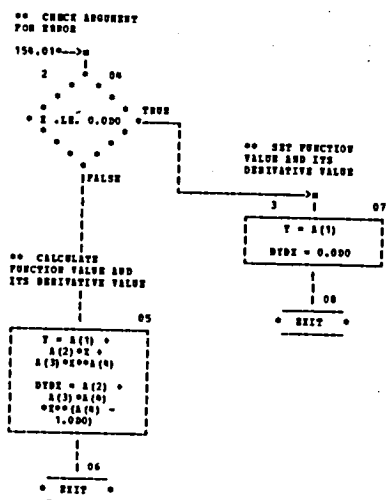 ** CHECK ARGUMENT
FOR ERROR
154.01*-->*
2 04
X .LE. 0.0D0
TRUE
FALSE
** SET FUNCTION
VALUE AND ITS
DERIVATIVE VALUE
3 07
Y = A(1)
DYDX = 0.0D0
08
* EXIT *
** CALCULATE
FUNCTION VALUE AND
ITS DERIVATIVE VALUE
05
Y = A(1) +
A(2)*X +
A(3)*X**A(4)
DYDX = A(2) +
A(3)*A(4)
*X**(A(4) -
1.0D0)
06
* EXIT *